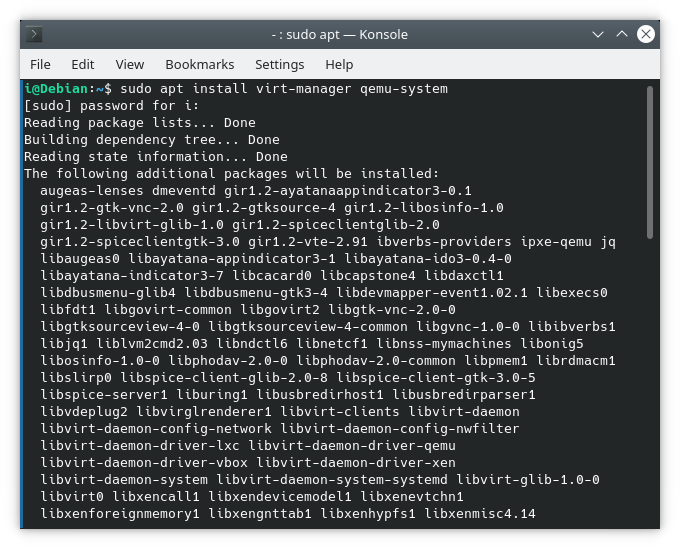 - : sudo apt — Konsole
File Edit View Bookmarks Settings Help
i@Debian:~$ sudo apt install virt-manager qemu-system
[sudo] password for i:
Reading package lists... Done
Building dependency tree... Done
Reading state information... Done
The following additional packages will be installed:
augeas-lenses dmeventd gir1.2-ayatanaappindicator3-0.1
gir1.2-gtk-vnc-2.0 gir1.2-gtksource-4 gir1.2-libosinfo-1.0
gir1.2-libvirt-glib-1.0 gir1.2-spiceclientglib-2.0
gir1.2-spiceclientgtk-3.0 gir1.2-vte-2.91 ibverbs-providers ipxe-qemu jq
libaugeas0 libayatana-appindicator3-1 libayatana-ido3-0.4-0
libayatana-indicator3-7 libcacard0 libcapstone4 libdaxctl1
libdbusmenu-glib4 libdbusmenu-gtk3-4 libdevmapper-event1.02.1 libexecs0
libfdt1 libgovirt-common libgovirt2 libgtk-vnc-2.0-0
libgtksourceview-4-0 libgtksourceview-4-common libgvnc-1.0-0 libibverbs1
libjq1 liblvm2cmd2.03 libndctl6 libnetcf1 libnss-mymachines libonig5
libosinfo-1.0-0 libphodav-2.0-0 libphodav-2.0-common libpmem1 librdmacm1
libslirp0 libspice-client-glib-2.0-8 libspice-client-gtk-3.0-5
libspice-server1 liburing1 libusbredirhost1 libusbredirparser1
libvdeplug2 libvirglrenderer1 libvirt-clients libvirt-daemon
libvirt-daemon-config-network libvirt-daemon-config-nwfilter
libvirt-daemon-driver-lxc libvirt-daemon-driver-qemu
libvirt-daemon-driver-vbox libvirt-daemon-driver-xen
libvirt-daemon-system libvirt-daemon-system-systemd libvirt-glib-1.0-0
libvirt0 libxencall1 libxendevicemodel1 libxenevtchn1
libxenforeignmemory1 libxengnttab1 libxenhypfs1 libxenmisc4.14